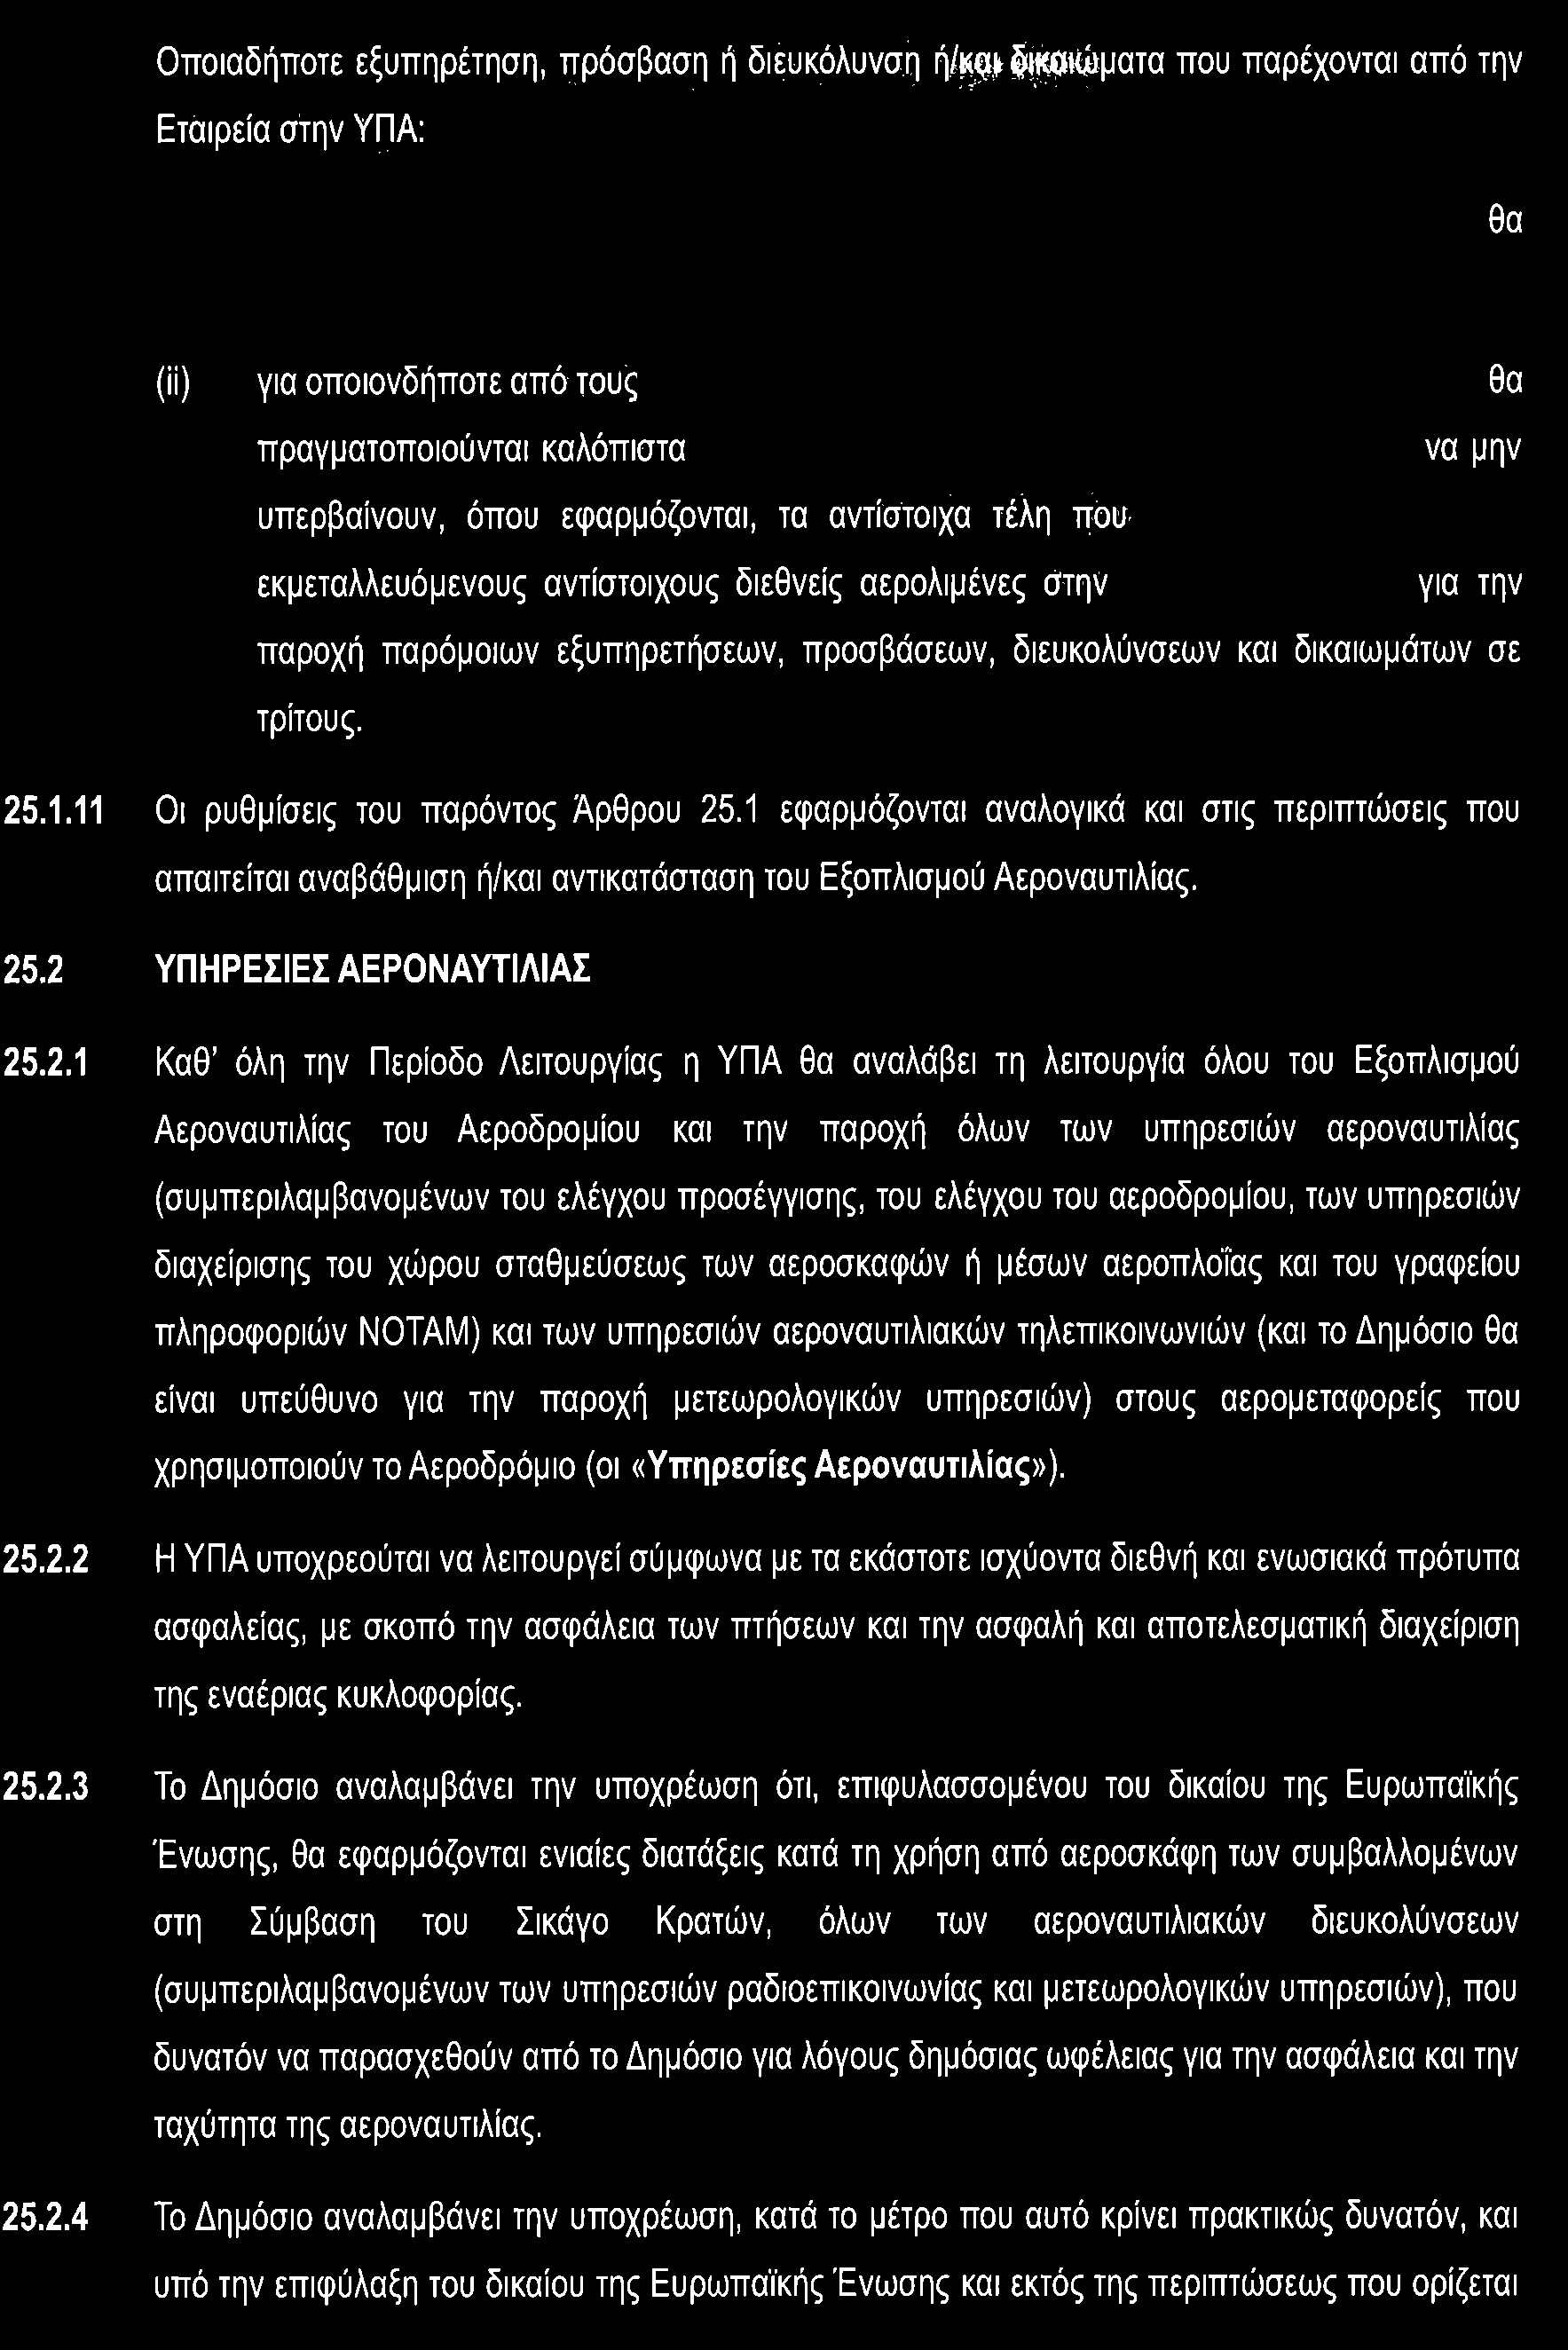 Οποιαδήποτε εξυπηρέτηση, πρόσβαση ή διευκόλυνση ή/και δικαιώματα που παρέχονται από την
Εταιρεία στην ΥΠΑ:
θα
(ii) για οποιονδήποτε από τους θα
πραγματοποιούνται καλόπιστα να μην
υπερβαίνουν, όπου εφαρμόζονται, τα αντίστοιχα τέλη που
εκμεταλλευόμενους αντίστοιχους διεθνείς αερολιμένες στην για την
παροχή παρόμοιων εξυπηρετήσεων, προσβάσεων, διευκολύνσεων και δικαιωμάτων σε
τρίτους.
25.1.11 Οι ρυθμίσεις του παρόντος Άρθρου 25.1 εφαρμόζονται αναλογικά και στις περιπτώσεις που
απαιτείται αναβάθμιση ή/και αντικατάσταση του Εξοπλισμού Αεροναυτιλίας.
25.2 ΥΠΗΡΕΣΙΕΣ ΑΕΡΟΝΑΥΤΙΛΙΑΣ
25.2.1 Καθ’ όλη την Περίοδο Λειτουργίας η ΥΠΑ θα αναλάβει τη λειτουργία όλου του Εξοπλισμού
Αεροναυτιλίας του Αεροδρομίου και την παροχή όλων των υπηρεσιών αεροναυτιλίας
(συμπεριλαμβανομένων του ελέγχου προσέγγισης, του ελέγχου του αεροδρομίου, των υπηρεσιών
διαχείρισης του χώρου σταθμεύσεως των αεροσκαφών ή μέσων αεροπλοΐας και του γραφείου
πληροφοριών NOTAM) και των υπηρεσιών αεροναυτιλιακών τηλεπικοινωνιών (και το Δημόσιο θα
είναι υπεύθυνο για την παροχή μετεωρολογικών υπηρεσιών) στους αερομεταφορείς που
χρησιμοποιούν το Αεροδρόμιο (οι «Υπηρεσίες Αεροναυτιλίας»).
25.2.2 Η ΥΠΑ υποχρεούται να λειτουργεί σύμφωνα με τα εκάστοτε ισχύοντα διεθνή και ενωσιακά πρότυπα
ασφαλείας, με σκοπό την ασφάλεια των πτήσεων και την ασφαλή και αποτελεσματική διαχείριση
της εναέριας κυκλοφορίας.
25.2.3 Το Δημόσιο αναλαμβάνει την υποχρέωση ότι, επιφυλασσομένου του δικαίου της Ευρωπαϊκής
Ένωσης, θα εφαρμόζονται ενιαίες διατάξεις κατά τη χρήση από αεροσκάφη των συμβαλλομένων
στη Σύμβαση του Σικάγο Κρατών, όλων των αεροναυτιλιακών διευκολύνσεων
(συμπεριλαμβανομένων των υπηρεσιών ραδιοεπικοινωνίας και μετεωρολογικών υπηρεσιών), που
δυνατόν να παρασχεθούν από το Δημόσιο για λόγους δημόσιας ωφέλειας για την ασφάλεια και την
ταχύτητα της αεροναυτιλίας.
25.2.4 Το Δημόσιο αναλαμβάνει την υποχρέωση, κατά το μέτρο που αυτό κρίνει πρακτικώς δυνατόν, και
υπό την επιφύλαξη του δικαίου της Ευρωπαϊκής Ένωσης και εκτός της περιπτώσεως που ορίζεται